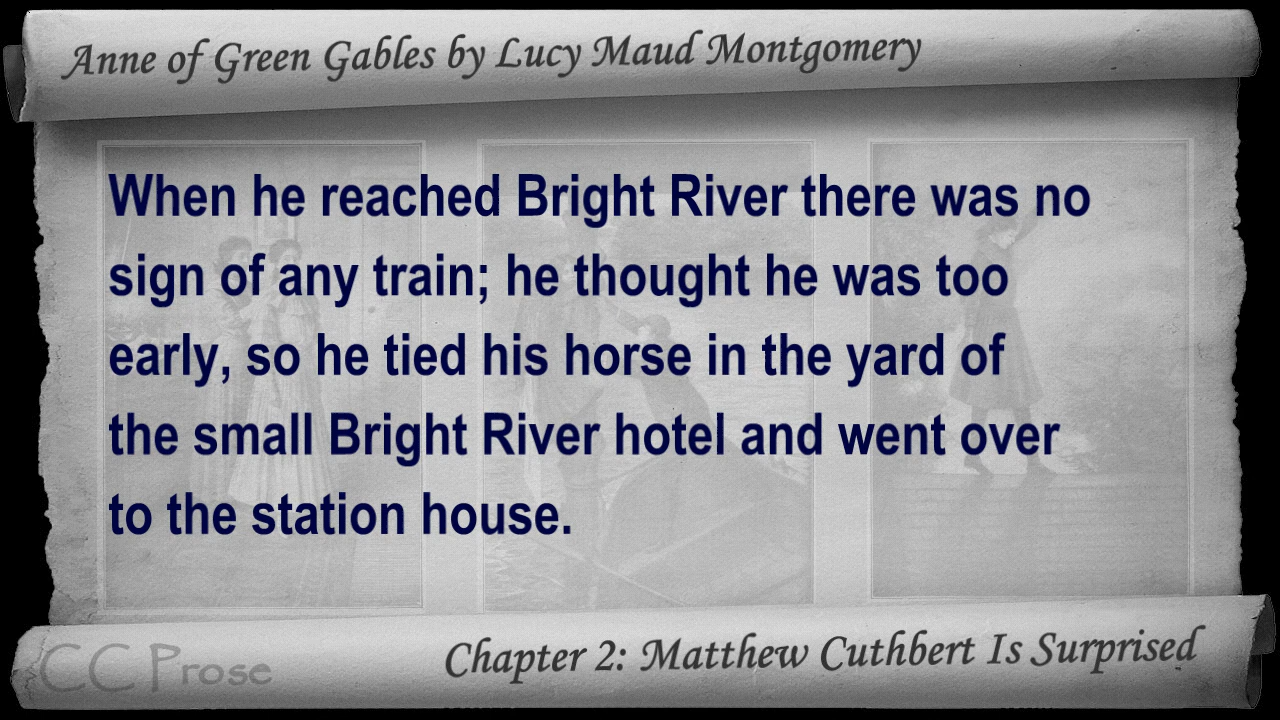 Anne of Green Gables by Lucy Maud Montgomery
When he reached Bright River there was no
sign of any train; he thought he was too
early, so he tied his horse in the yard of
the small Bright River hotel and went over
to the station house.
CC Prose
Chapter 2: Matthew Cuthbert Is Surprised